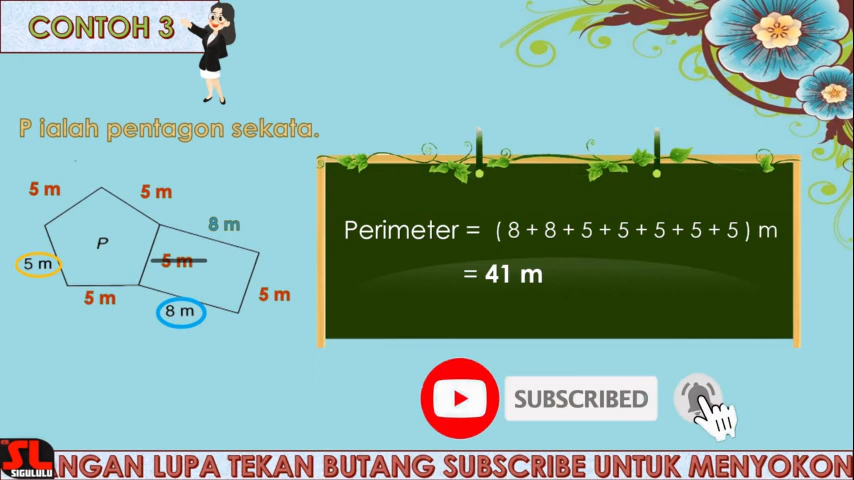 CONTOH 3
P ialah pentagon sekata.
5 m
5 m
8 m
P
5 m
5 m
5 m
5 m
8 m
Perimeter = ( 8 + 8 + 5 + 5 + 5 + 5 + 5 ) m
= 41 m
SUBSCRIBED
SL
SIGULULU
ANGAN LUPA TEKAN BUTANG SUBSCRIBE UNTUK MENYOKON